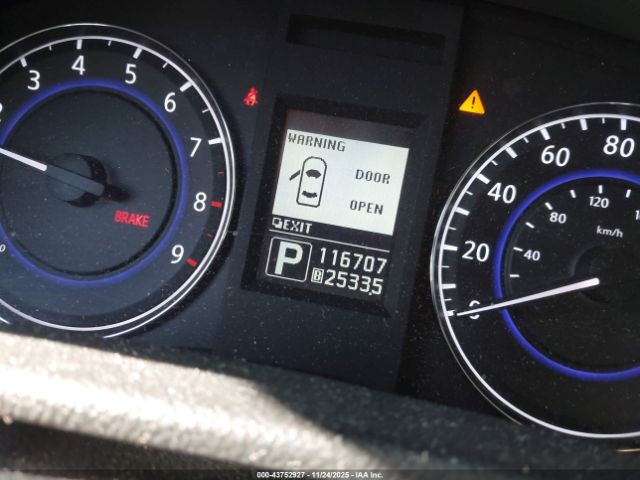 3 4 5 6 7 8 9
BRAKE
WARNING
DOOR
OPEN
EXIT
P 116707
B 25335
0 20 40 60 80
40 80 120
km/h
000-43752927 - 11/24/2025 - IAA Inc.